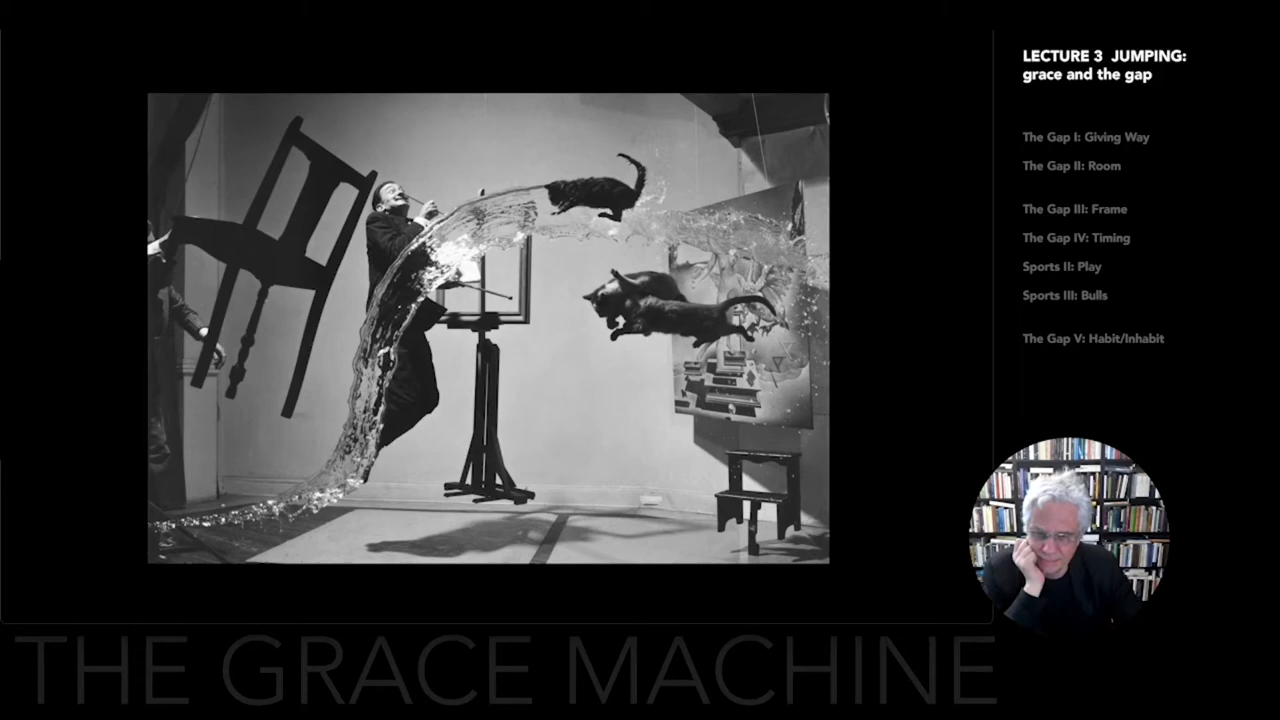 LECTURE 3 JUMPING:
grace and the gap
The Gap I: Giving Way
The Gap II: Room
The Gap III: Frame
The Gap IV: Timing
Sports II: Play
Sports III: Bulls
The Gap V: Habit/Inhabit
THE GRACE MACHINE